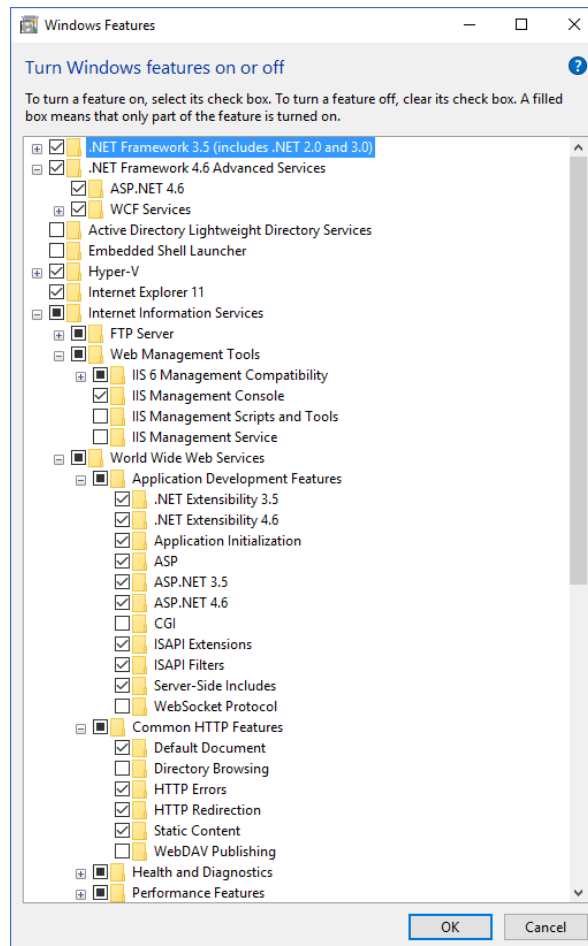 Windows Features
Turn Windows features on or off
To turn a feature on, select its check box. To turn a feature off, clear its check box. A filled
box means that only part of the feature is turned on.
.NET Framework 3.5 (includes .NET 2.0 and 3.0)
.NET Framework 4.6 Advanced Services
ASP.NET 4.6
WCF Services
Active Directory Lightweight Directory Services
Embedded Shell Launcher
Hyper-V
Internet Explorer 11
Internet Information Services
FTP Server
Web Management Tools
IIS 6 Management Compatibility
IIS Management Console
IIS Management Scripts and Tools
IIS Management Service
World Wide Web Services
Application Development Features
.NET Extensibility 3.5
.NET Extensibility 4.6
Application Initialization
ASP
ASP.NET 3.5
ASP.NET 4.6
CGI
ISAPI Extensions
ISAPI Filters
Server-Side Includes
WebSocket Protocol
Common HTTP Features
Default Document
Directory Browsing
HTTP Errors
HTTP Redirection
Static Content
WebDAV Publishing
Health and Diagnostics
Performance Features
OK Cancel